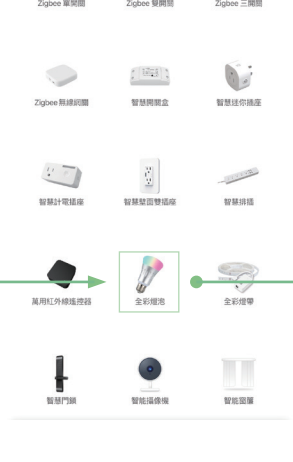 Zigbee 單開關
Zigbee 雙開關
Zigbee 三開關
Zigbee 無線網關
智慧開關盒
智慧迷你插座
智慧計電插座
智慧壁面雙插座
智慧排插
萬用紅外線遙控器
全彩燈泡
全彩燈帶
智慧門鎖
智能攝像機
智能窗簾